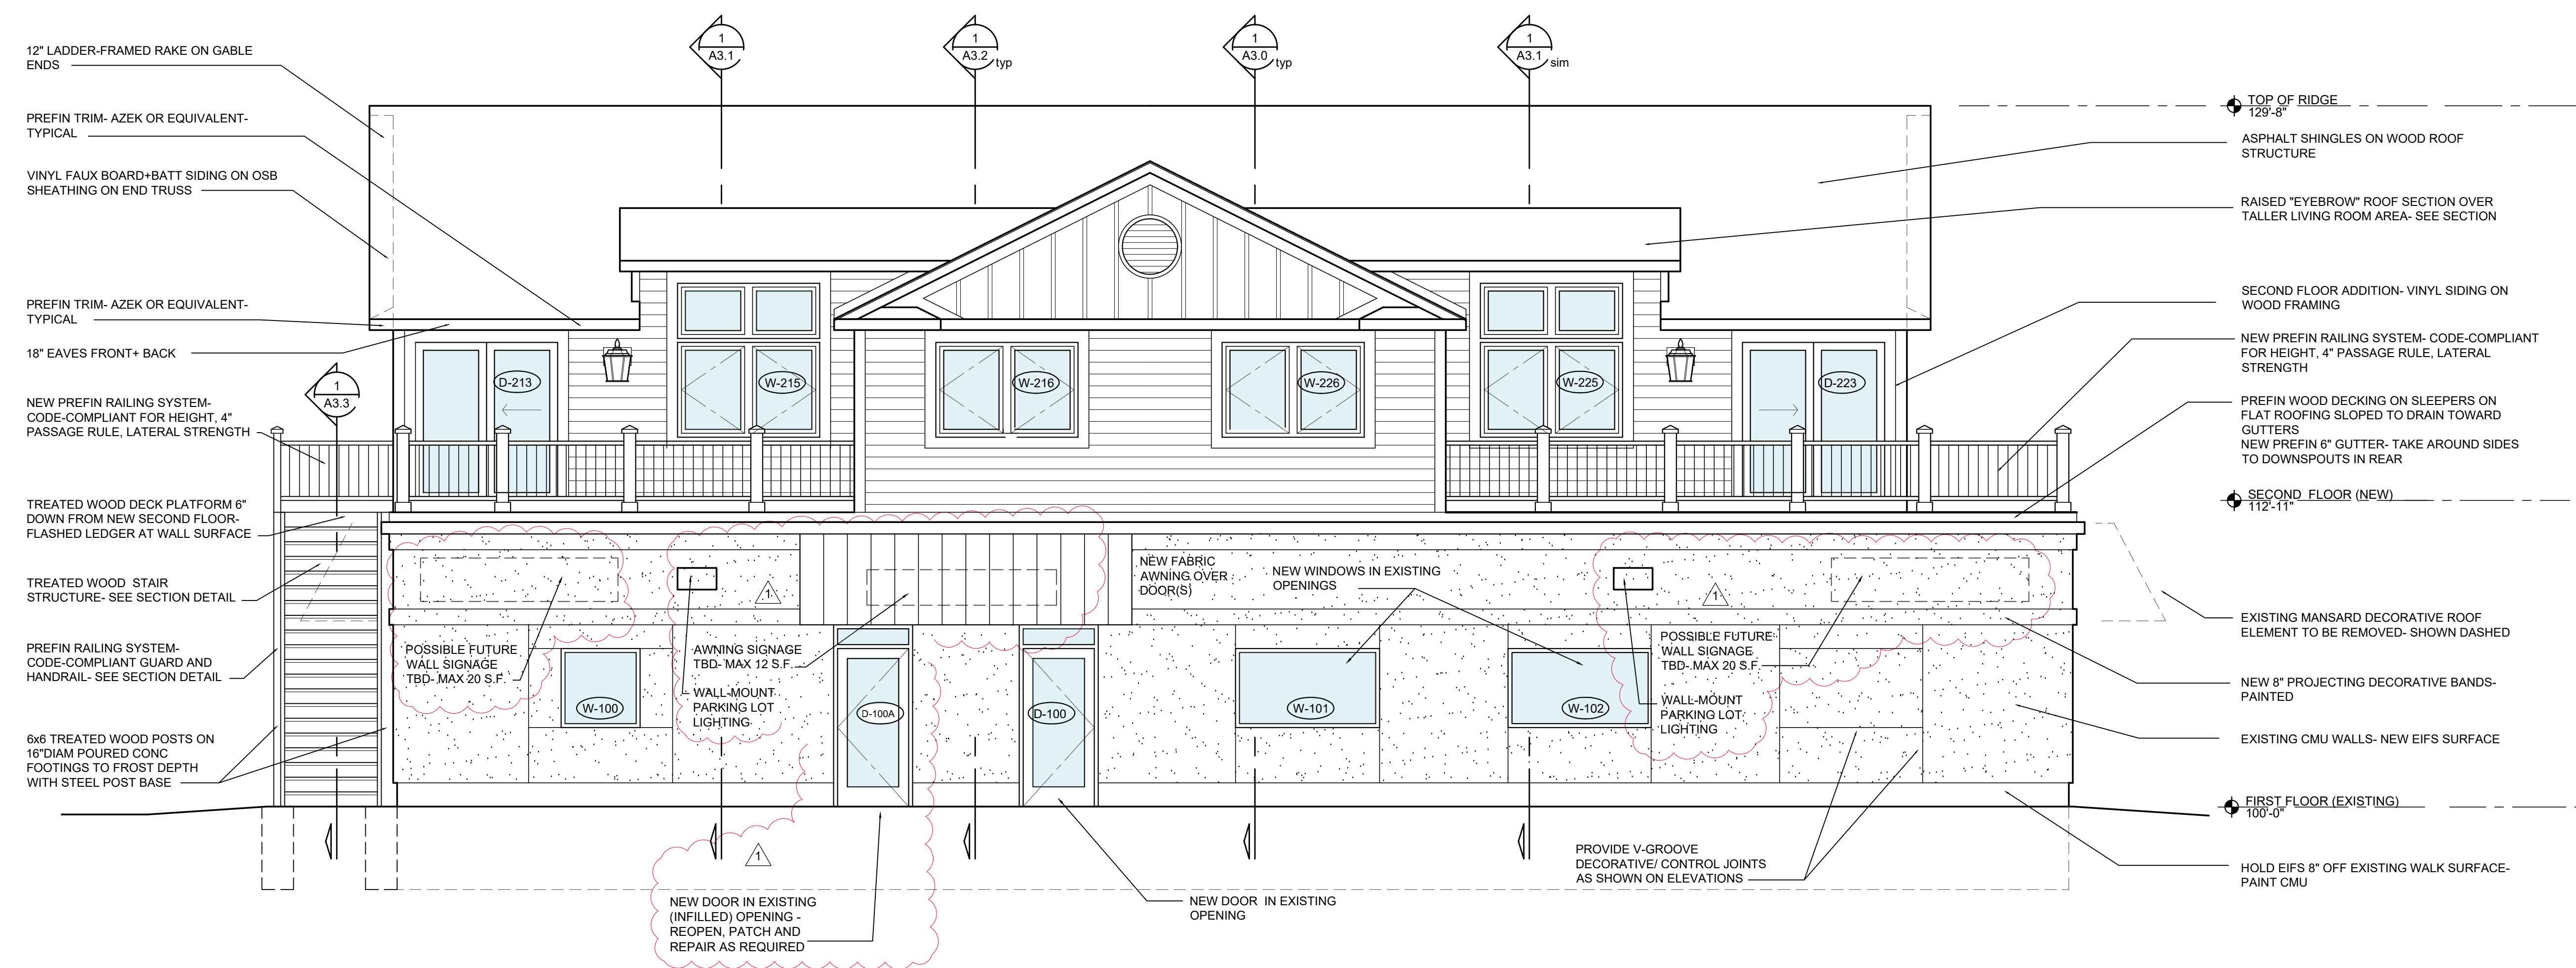 1
A3.1
1
A3.2
typ
1
A3.0
typ
1
A3.1
sim
12" LADDER-FRAMED RAKE ON GABLE
ENDS
PREFIN TRIM- AZEK OR EQUIVALENT-
TYPICAL
VINYL FAUX BOARD+BATT SIDING ON OSB
SHEATHING ON END TRUSS
PREFIN TRIM- AZEK OR EQUIVALENT-
TYPICAL
18" EAVES FRONT+ BACK
1
A3.3
NEW PREFIN RAILING SYSTEM-
CODE-COMPLIANT FOR HEIGHT, 4"
PASSAGE RULE, LATERAL STRENGTH
TREATED WOOD DECK PLATFORM 6"
DOWN FROM NEW SECOND FLOOR-
FLASHED LEDGER AT WALL SURFACE
TREATED WOOD  STAIR
STRUCTURE- SEE SECTION DETAIL
PREFIN RAILING SYSTEM-
CODE-COMPLIANT GUARD AND
HANDRAIL- SEE SECTION DETAIL
6x6 TREATED WOOD POSTS ON
16"DIAM POURED CONC
FOOTINGS TO FROST DEPTH
WITH STEEL POST BASE
D-213
W-215
W-216
W-226
W-225
D-223
POSSIBLE FUTURE
WALL SIGNAGE
TBD- MAX 20 S.F.
W-100
1
AWNING SIGNAGE
TBD- MAX 12 S.F.
WALL-MOUNT
PARKING LOT
LIGHTING
D-100A
D-100
NEW FABRIC
AWNING OVER
DOOR(S)
NEW WINDOWS IN EXISTING
OPENINGS
W-101
W-102
1
POSSIBLE FUTURE
WALL SIGNAGE
TBD- MAX 20 S.F.
WALL-MOUNT
PARKING LOT
LIGHTING
1
NEW DOOR IN EXISTING
(INFILLED) OPENING -
REOPEN, PATCH AND
REPAIR AS REQUIRED
NEW DOOR  IN EXISTING
OPENING
PROVIDE V-GROOVE
DECORATIVE/ CONTROL JOINTS
AS SHOWN ON ELEVATIONS
TOP OF RIDGE
129'-8"
ASPHALT SHINGLES ON WOOD ROOF
STRUCTURE
RAISED "EYEBROW" ROOF SECTION OVER
TALLER LIVING ROOM AREA- SEE SECTION
SECOND FLOOR ADDITION- VINYL SIDING ON
WOOD FRAMING
NEW PREFIN RAILING SYSTEM- CODE-COMPLIANT
FOR HEIGHT, 4" PASSAGE RULE, LATERAL
STRENGTH
PREFIN WOOD DECKING ON SLEEPERS ON
FLAT ROOFING SLOPED TO DRAIN TOWARD
GUTTERS
NEW PREFIN 6" GUTTER- TAKE AROUND SIDES
TO DOWNSPOUTS IN REAR
SECOND  FLOOR (NEW)
112'-11"
EXISTING MANSARD DECORATIVE ROOF
ELEMENT TO BE REMOVED- SHOWN DASHED
NEW 8" PROJECTING DECORATIVE BANDS-
PAINTED
EXISTING CMU WALLS- NEW EIFS SURFACE
FIRST FLOOR (EXISTING)
100'-0"
HOLD EIFS 8" OFF EXISTING WALK SURFACE-
PAINT CMU